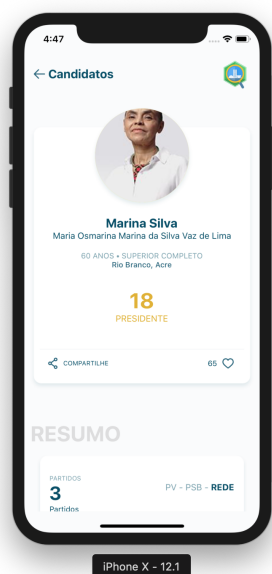 4:47
← Candidatos
Marina Silva
Maria Osmarina Marina da Silva Vaz de Lima
60 ANOS • SUPERIOR COMPLETO
Rio Branco, Acre
18
PRESIDENTE
COMPARTILHE
65
RESUMO
PARTIDOS
3
PV - PSB - REDE
Partidos
iPhone X - 12.1